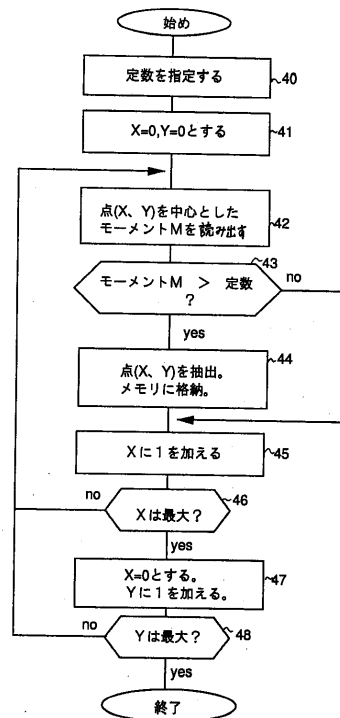 始め
定数を指定する
40
X=0,Y=0とする
41
点(X、Y)を中心とした
モーメントMを読み出す
42
43
モーメントM > 定数
?
no
yes
点(X、Y)を抽出。
メモリに格納。
44
Xに1を加える
45
no
Xは最大?
46
yes
X=0とする。
Yに1を加える。
47
no
Yは最大?
48
yes
終了